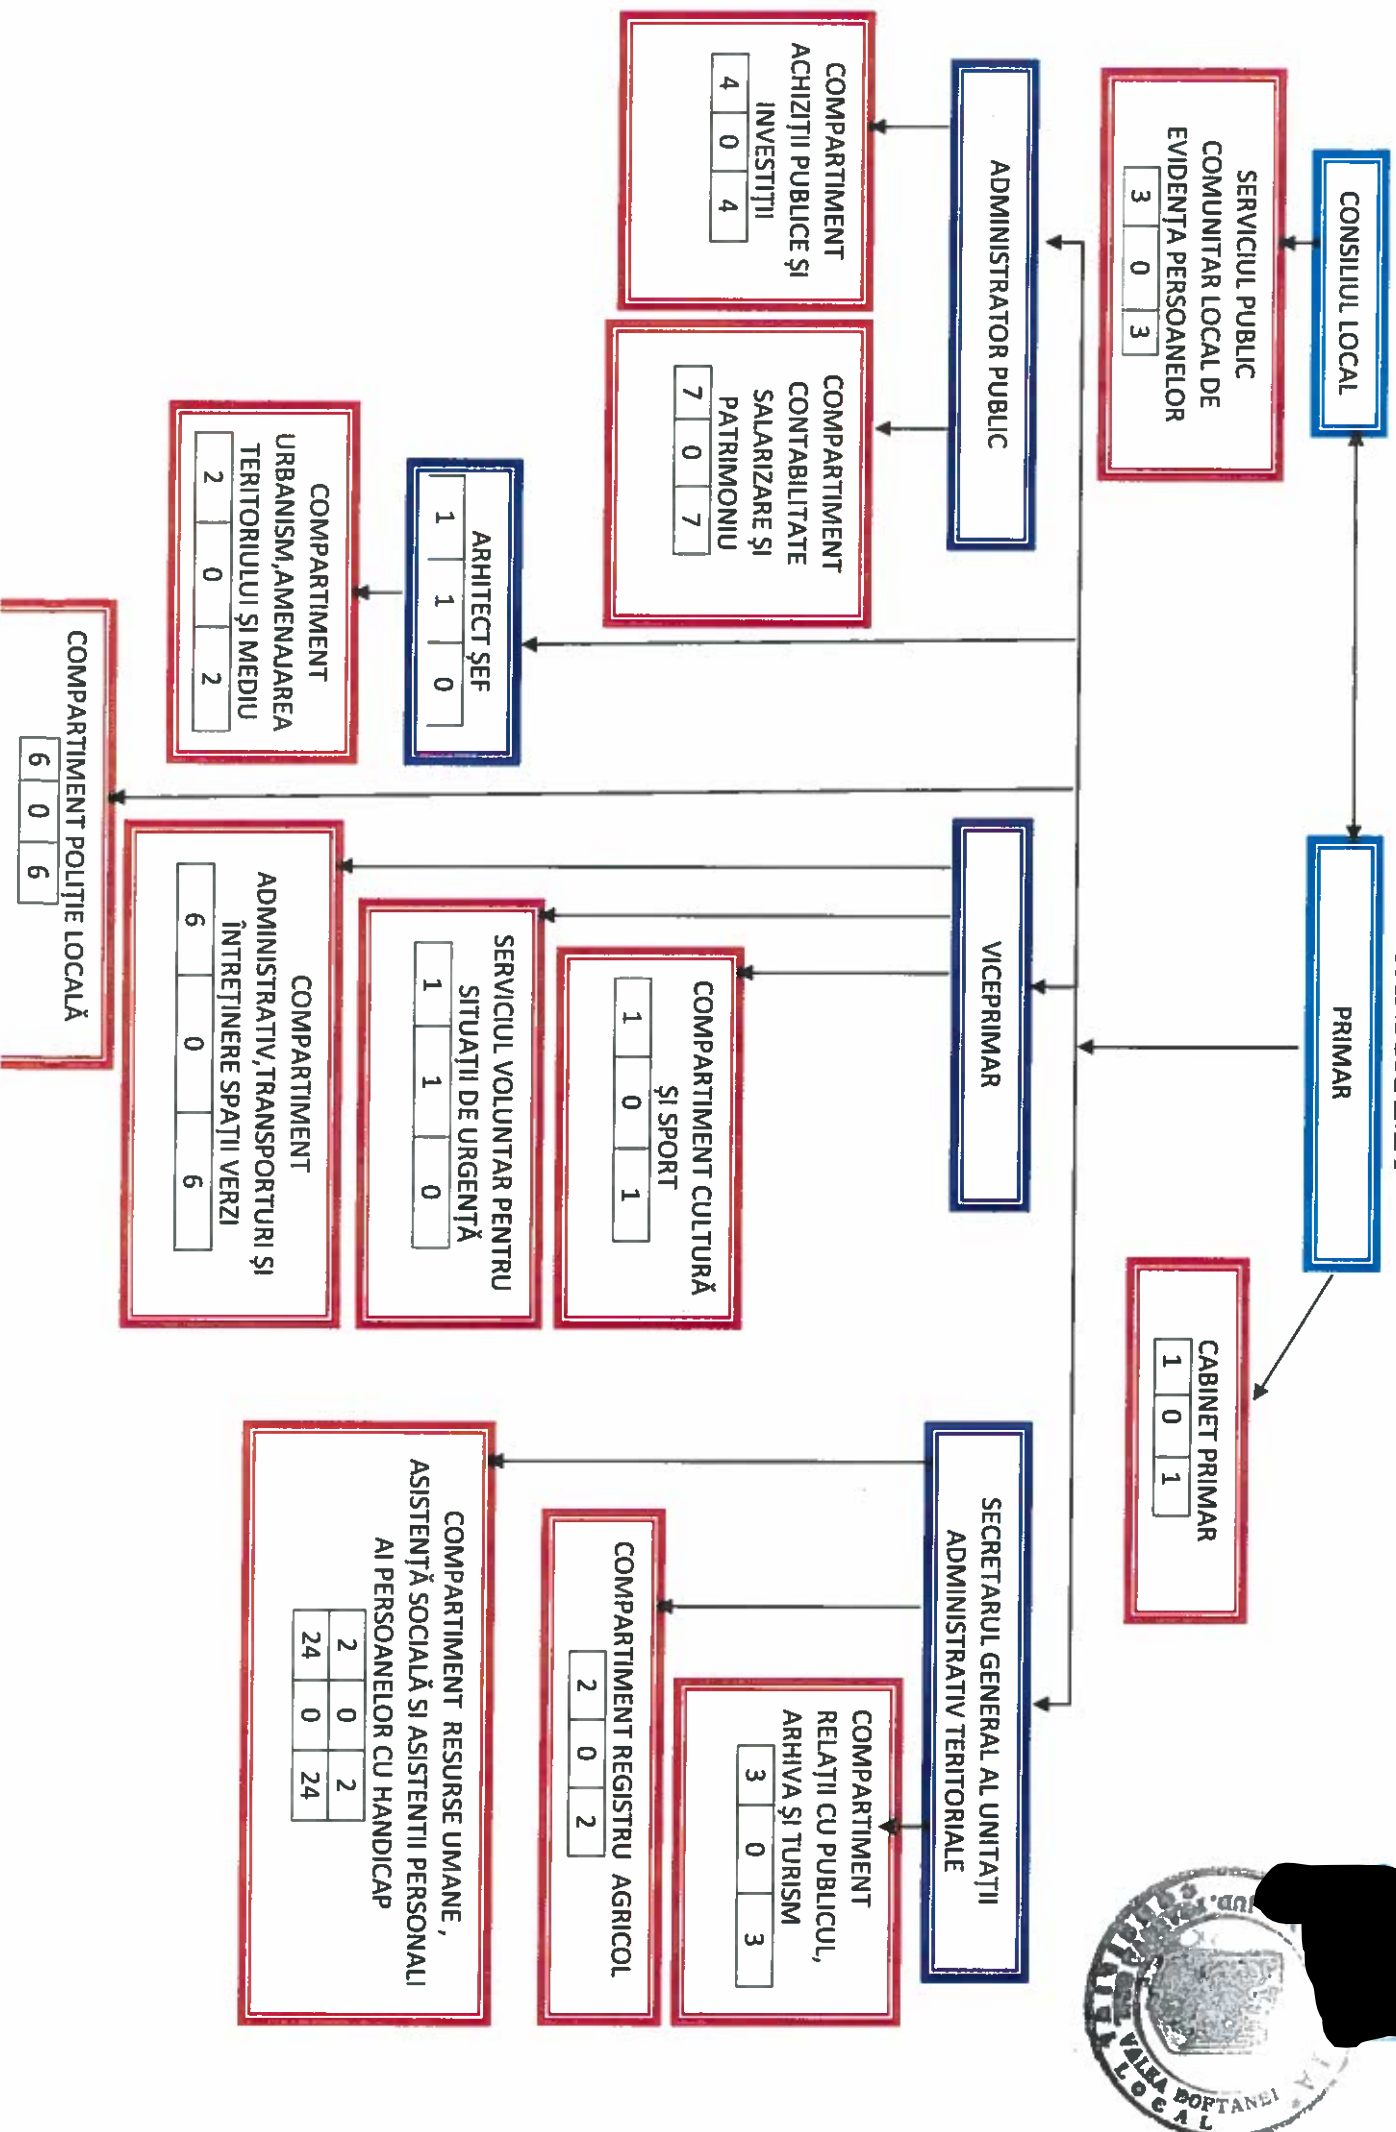 CONSILIUL LOCAL
PRIMAR
SERVICIUL PUBLIC
COMUNITAR LOCAL DE
EVIDENȚA PERSOANELOR
3 0 3
CABINET PRIMAR
1 0 1
ADMINISTRATOR PUBLIC
VICEPRIMAR
SECRETARUL GENERAL AL UNITAȚII
ADMINISTRATIV TERITORIALE
COMPARTIMENT
ACHIZIȚII PUBLICE ȘI
INVESTIȚII
4 0 4
COMPARTIMENT
CONTABILITATE
SALARIZARE ȘI
PATRIMONIU
7 0 7
ARHITECT ȘEF
1 1 0
COMPARTIMENT
URBANISM,AMENAJAREA
TERITORIULUI ȘI MEDIU
2 0 2
COMPARTIMENT POLIȚIE LOCALĂ
6 0 6
COMPARTIMENT CULTURĂ
ȘI SPORT
1 0 1
SERVICIUL VOLUNTAR PENTRU
SITUAȚII DE URGENȚĂ
1 1 0
COMPARTIMENT
ADMINISTRATIV,TRANSPORTURI ȘI
ÎNTREȚINERE SPAȚII VERZI
6 0 6
COMPARTIMENT
RELAȚII CU PUBLICUL,
ARHIVA ȘI TURISM
3 0 3
COMPARTIMENT REGISTRU AGRICOL
2 0 2
COMPARTIMENT RESURSE UMANE ,
ASISTENȚĂ SOCIALĂ SI ASISTENTII PERSONALI
AI PERSOANELOR CU HANDICAP
2 0 2
24 0 24
JUD.
VALEA DOFTANEI
LOCAL